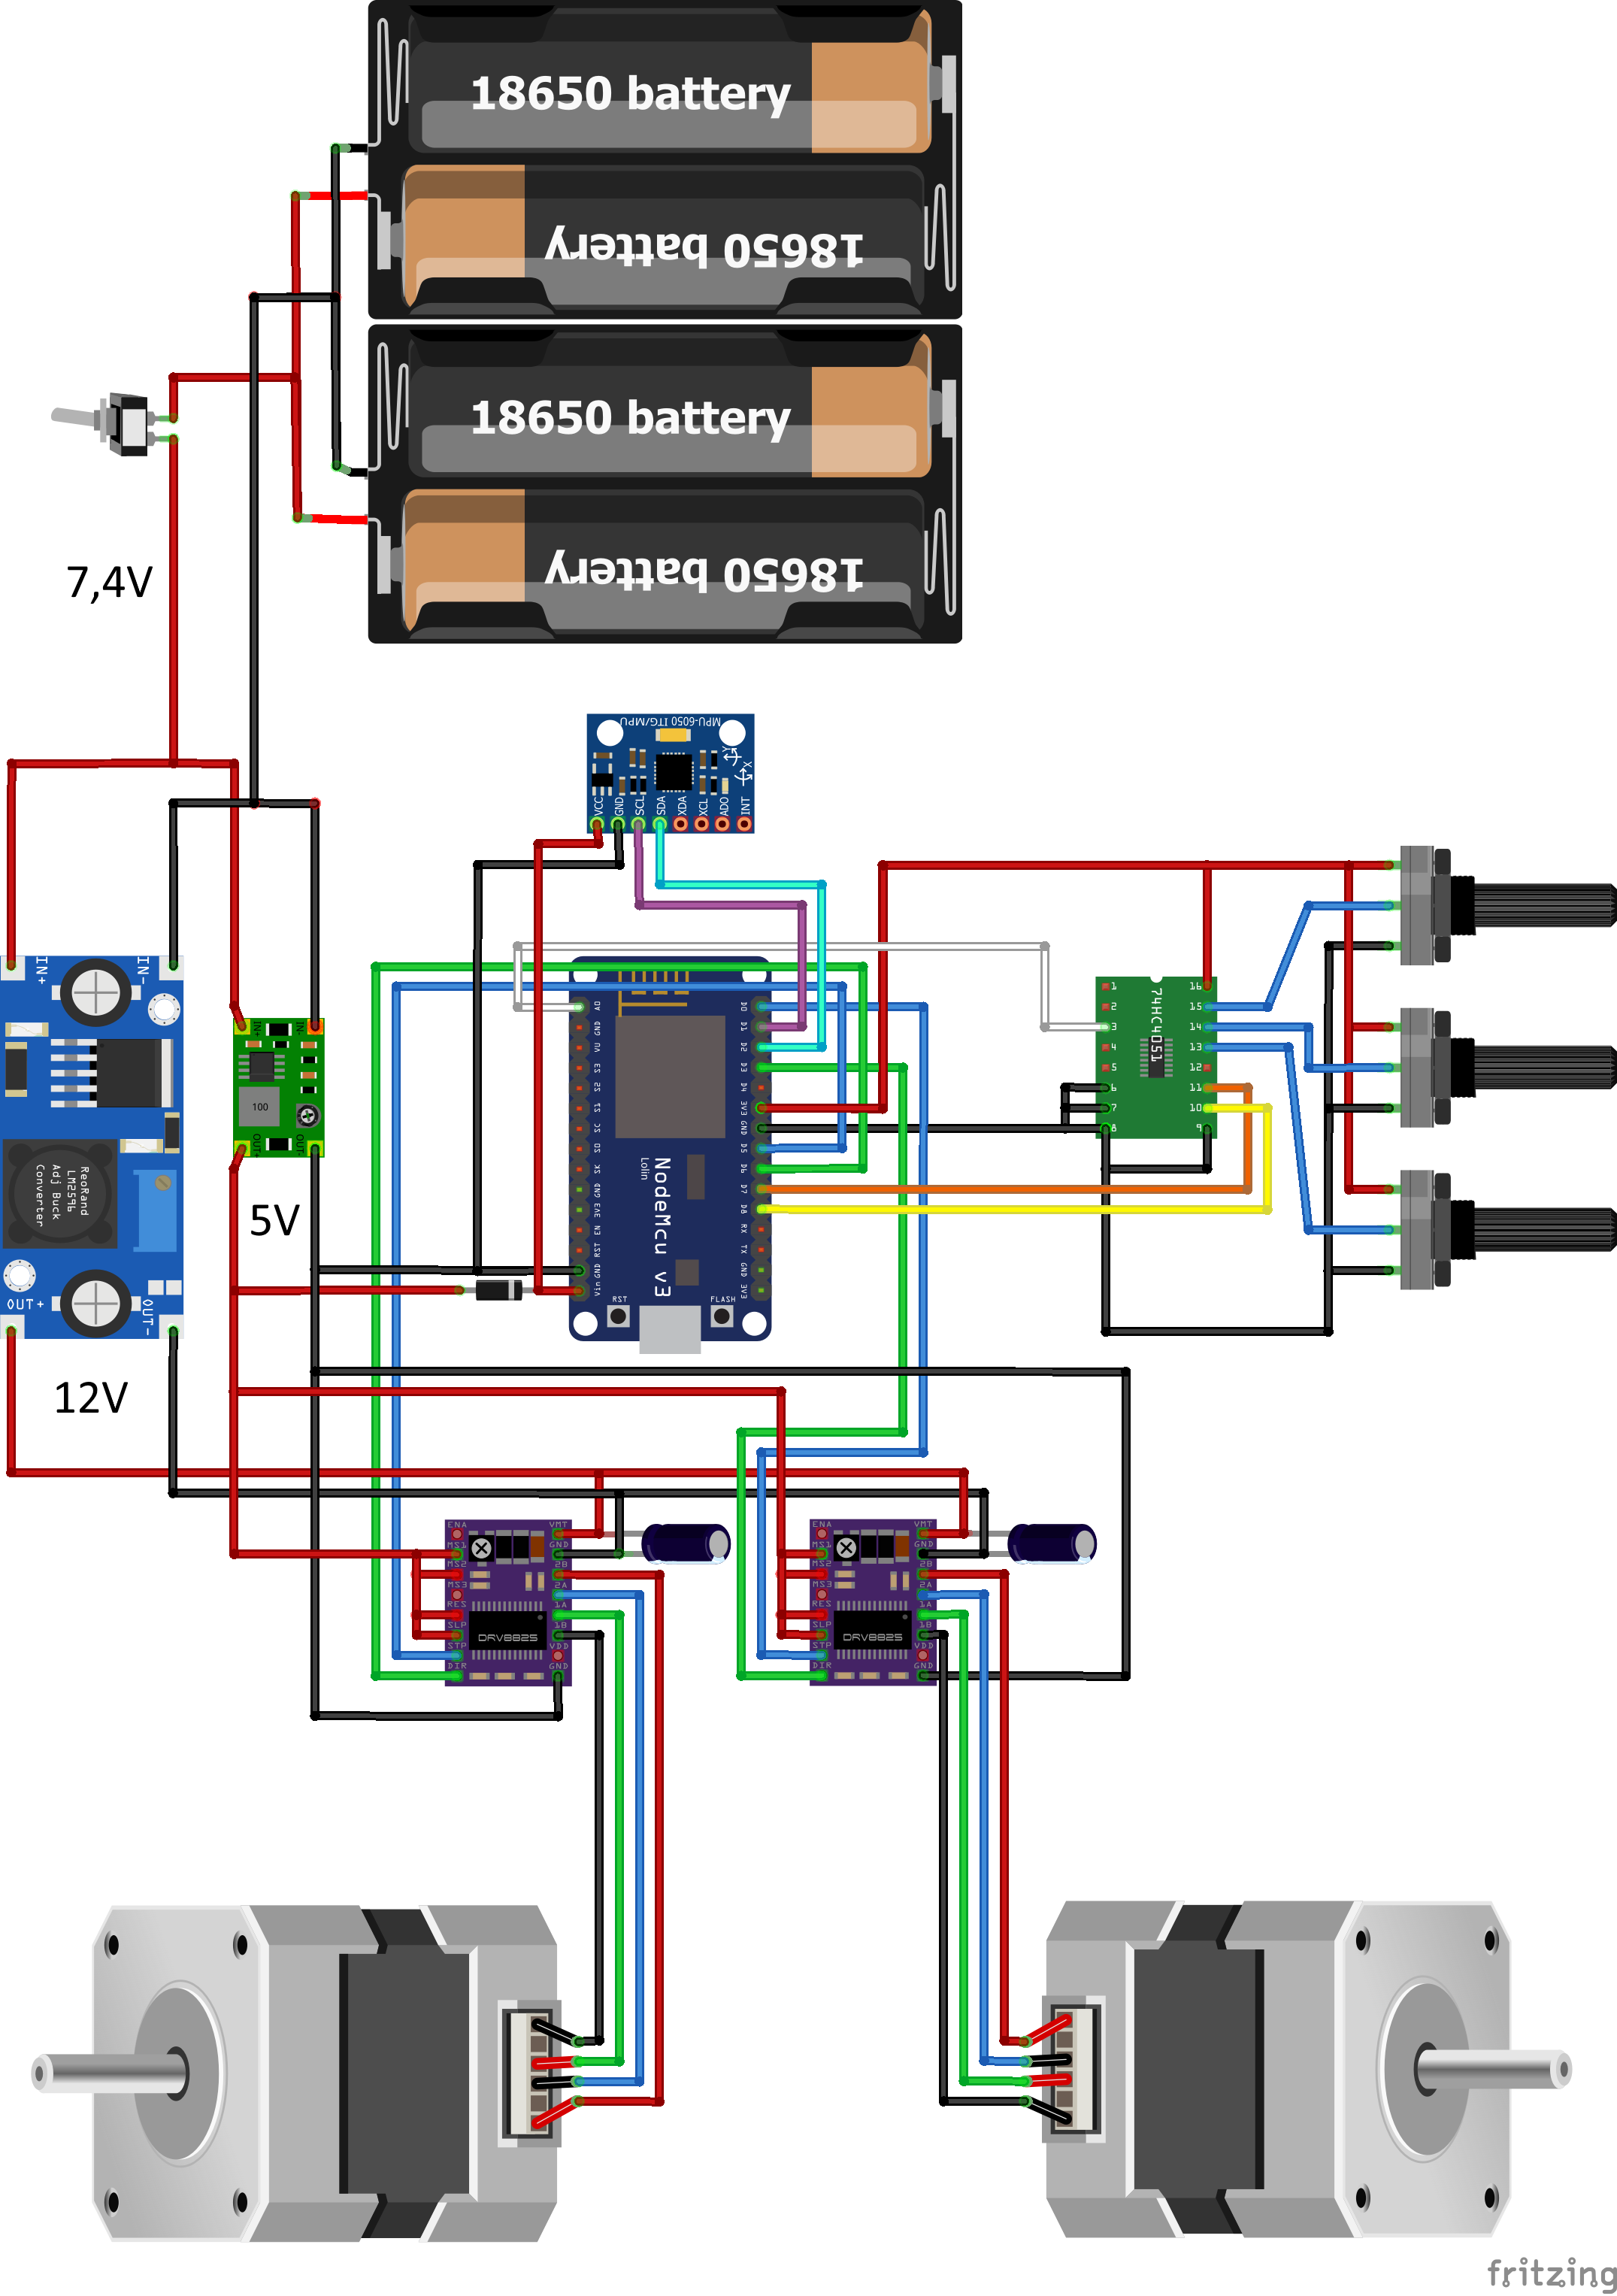 18650 battery
18650 battery
18650 battery
18650 battery
7,4V
MPU-6050 ITG/MPU
VCC
GND
SCL
SDA
XDA
XCL
ADO
INT
Y
X
IN+
IN-
ReoRand
LM2596
Adj Buck
Converter
OUT+
OUT-
12V
IN+
IN-
100
OUT+
OUT-
5V
A0
GND
VU
S3
S2
S1
SC
S0
SK
GND
3V3
EN
RST
GND
Vin
D0
D1
D2
D3
D4
3V3
GND
D5
D6
D7
D8
RX
TX
GND
3V3
NodeMcu v3
Lolin
RST
FLASH
74HC4051
1
2
3
4
5
6
7
8
16
15
14
13
12
11
10
9
ENA
MS1
MS2
MS3
RES
SLP
STP
DIR
VMT
GND
2B
2A
1A
1B
VDD
GND
DRV8825
ENA
MS1
MS2
MS3
RES
SLP
STP
DIR
VMT
GND
2B
2A
1A
1B
VDD
GND
DRV8825
fritzing